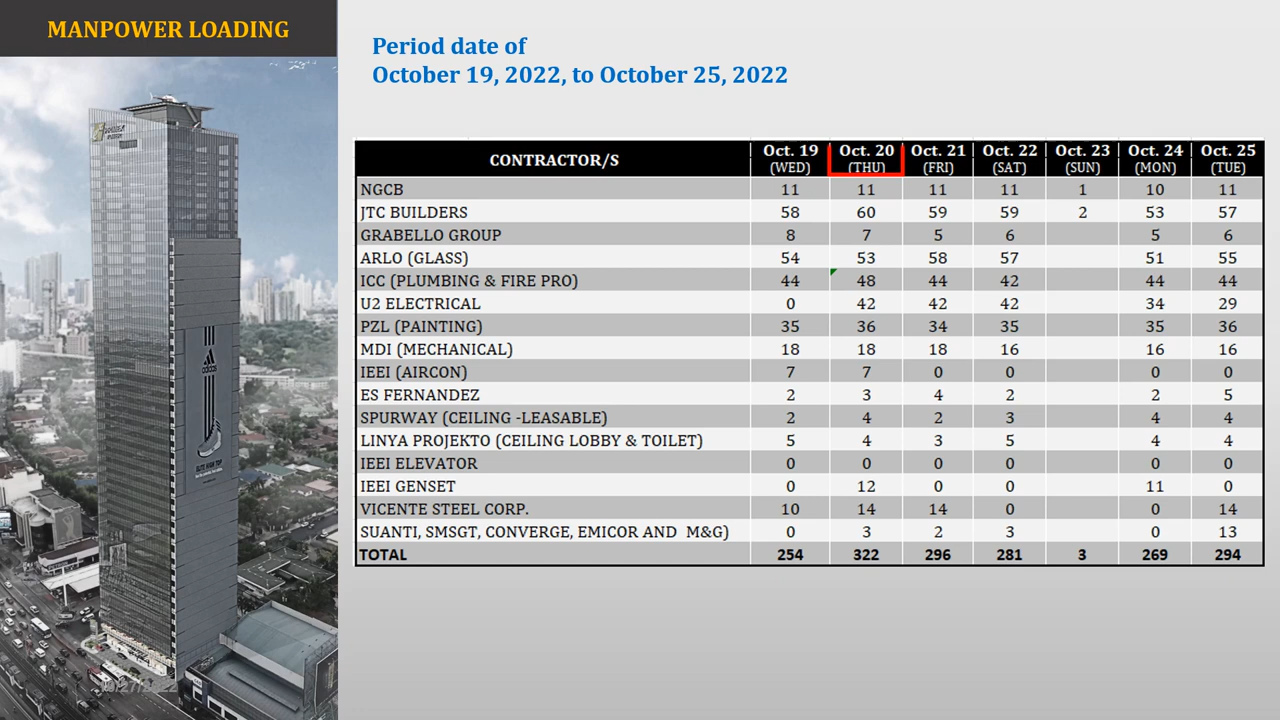 MANPOWER LOADING
Period date of
October 19, 2022, to October 25, 2022
CONTRACTOR/S Oct. 19 (WED) Oct. 20 (THU) Oct. 21 (FRI) Oct. 22 (SAT) Oct. 23 (SUN) Oct. 24 (MON) Oct. 25 (TUE)
NGCB 11 11 11 11 1 10 11
JTC BUILDERS 58 60 59 59 2 53 57
GRABELLO GROUP 8 7 5 6 5 6
ARLO (GLASS) 54 53 58 57 51 55
ICC (PLUMBING & FIRE PRO) 44 48 44 42 44 44
U2 ELECTRICAL 0 42 42 42 34 29
PZL (PAINTING) 35 36 34 35 35 36
MDI (MECHANICAL) 18 18 18 16 16 16
IEEI (AIRCON) 7 7 0 0 0 0
ES FERNANDEZ 2 3 4 2 2 5
SPURWAY (CEILING -LEASABLE) 2 4 2 3 4 4
LINYA PROJEKTO (CEILING LOBBY & TOILET) 5 4 3 5 4 4
IEEI ELEVATOR 0 0 0 0 0 0
IEEI GENSET 0 12 0 0 11 0
VICENTE STEEL CORP. 10 14 14 0 0 14
SUANTI, SMSGT, CONVERGE, EMICOR AND M&G) 0 3 2 3 0 13
TOTAL 254 322 296 281 3 269 294
adidas